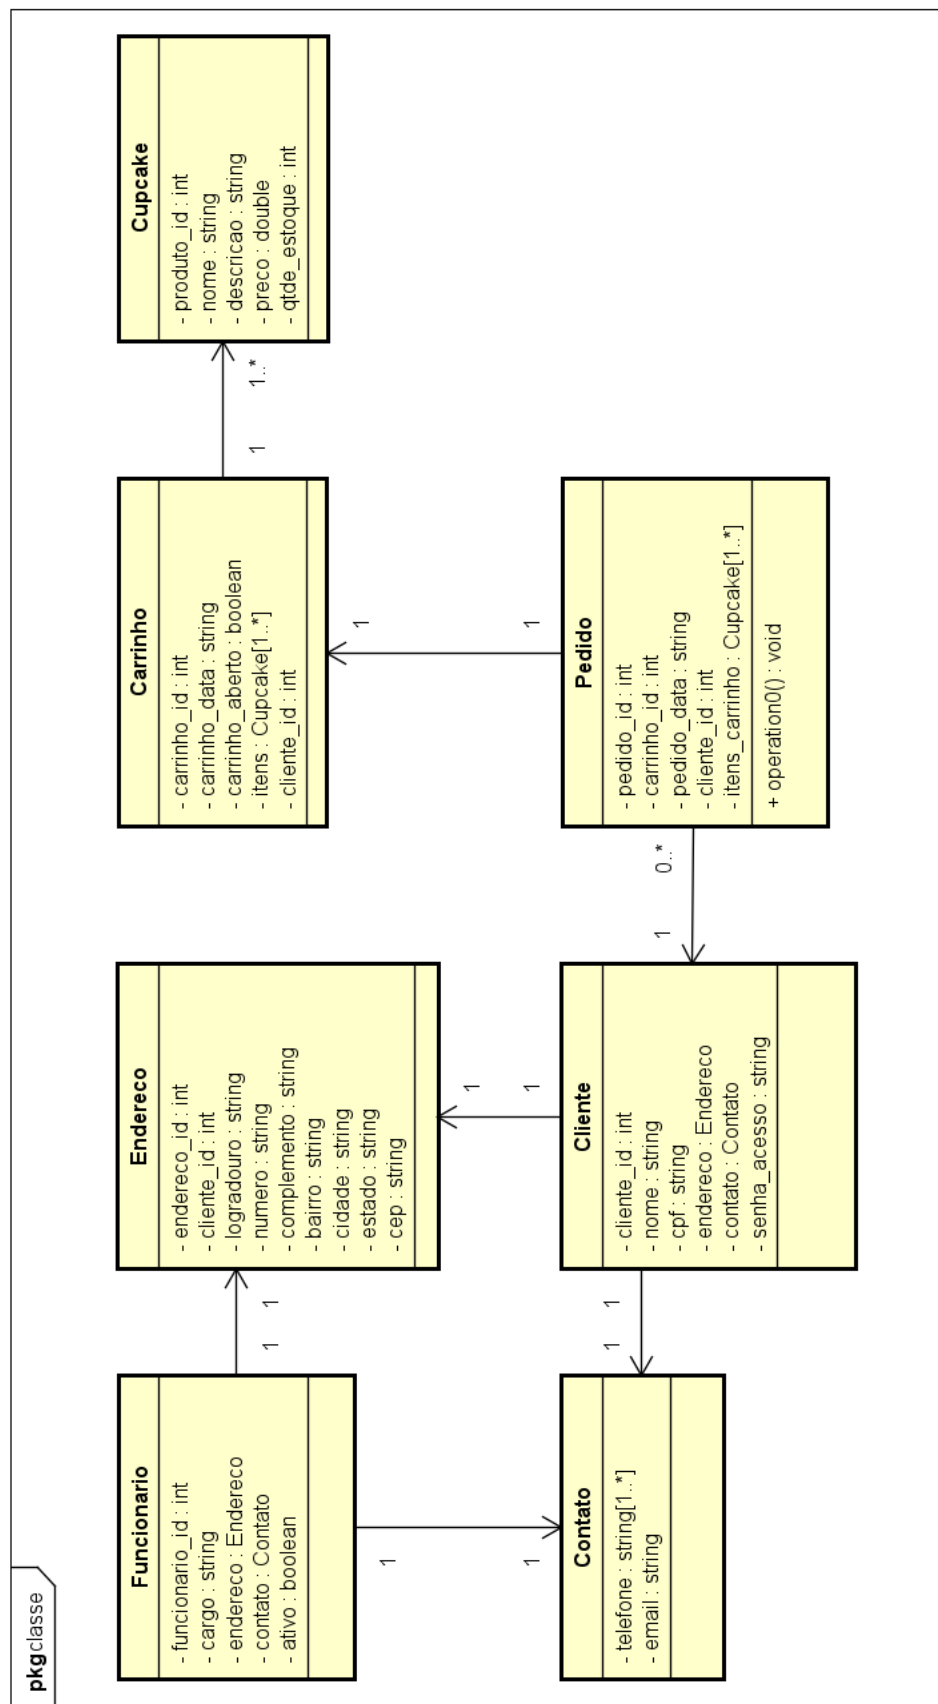 pkg classe
Funcionario
- funcionario_id : int
- cargo : string
- endereco : Endereco
- contato : Contato
- ativo : boolean
1
1
Endereco
- endereco_id : int
- cliente_id : int
- logradouro : string
- numero : string
- complemento : string
- bairro : string
- cidade : string
- estado : string
- cep : string
Carrinho
- carrinho_id : int
- carrinho_data : string
- carrinho_aberto : boolean
- itens : Cupcake[1..*]
- cliente_id : int
1
1..*
Cupcake
- produto_id : int
- nome : string
- descricao : string
- preco : double
- qtde_estoque : int
1
1
1
1
1
1
Contato
- telefone : string[1..*]
- email : string
1
1
Cliente
- cliente_id : int
- nome : string
- cpf : string
- endereco : Endereco
- contato : Contato
- senha_acesso : string
1
0..*
Pedido
- pedido_id : int
- carrinho_id : int
- pedido_data : string
- cliente_id : int
- itens_carrinho : Cupcake[1..*]
+ operation0() : void